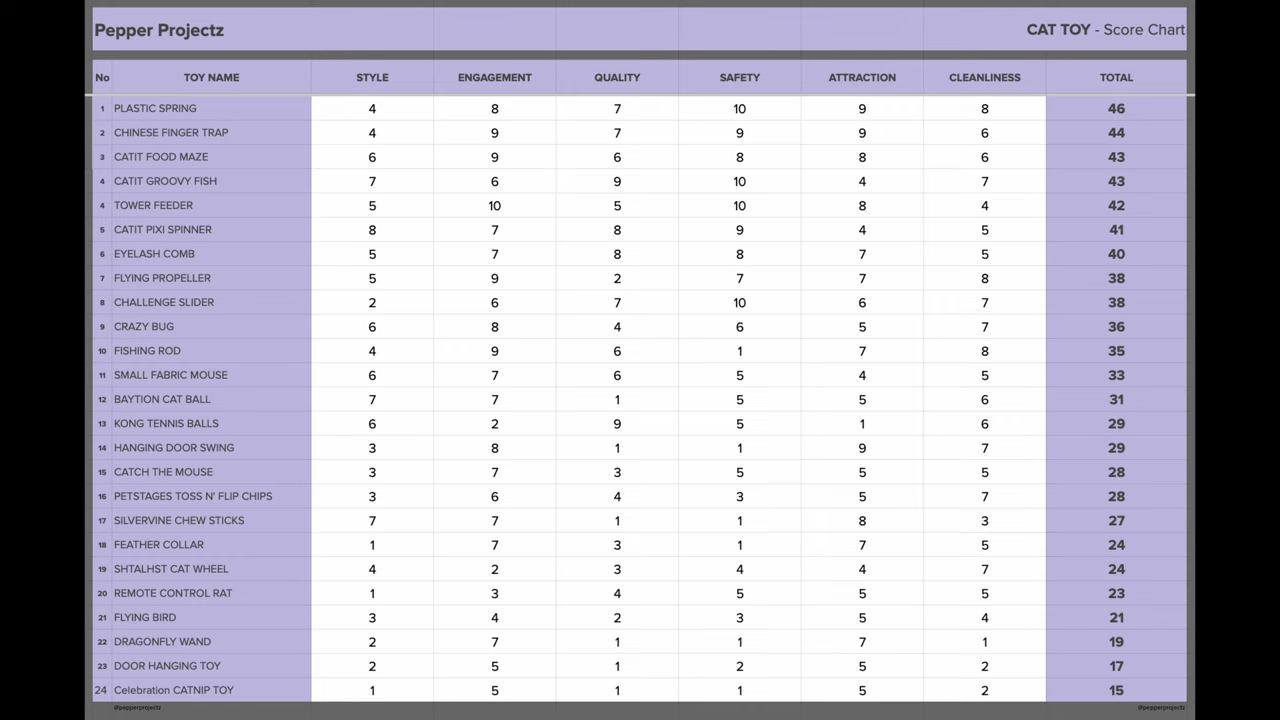 Pepper Projectz CAT TOY - Score Chart
No TOY NAME STYLE ENGAGEMENT QUALITY SAFETY ATTRACTION CLEANLINESS TOTAL
1 PLASTIC SPRING 4 8 7 10 9 8 46
2 CHINESE FINGER TRAP 4 9 7 9 9 6 44
3 CATIT FOOD MAZE 6 9 6 8 8 6 43
4 CATIT GROOVY FISH 7 6 9 10 4 7 43
4 TOWER FEEDER 5 10 5 10 8 4 42
5 CATIT PIXI SPINNER 8 7 8 9 4 5 41
6 EYELASH COMB 5 7 8 8 7 5 40
7 FLYING PROPELLER 5 9 2 7 7 8 38
8 CHALLENGE SLIDER 2 6 7 10 6 7 38
9 CRAZY BUG 6 8 4 6 5 7 36
10 FISHING ROD 4 9 6 1 7 8 35
11 SMALL FABRIC MOUSE 6 7 6 5 4 5 33
12 BAYTION CAT BALL 7 7 1 5 5 6 31
13 KONG TENNIS BALLS 6 2 9 5 1 6 29
14 HANGING DOOR SWING 3 8 1 1 9 7 29
15 CATCH THE MOUSE 3 7 3 5 5 5 28
16 PETSTAGES TOSS N' FLIP CHIPS 3 6 4 3 5 7 28
17 SILVERVINE CHEW STICKS 7 7 1 1 8 3 27
18 FEATHER COLLAR 1 7 3 1 7 5 24
19 SHTALHST CAT WHEEL 4 2 3 4 4 7 24
20 REMOTE CONTROL RAT 1 3 4 5 5 5 23
21 FLYING BIRD 3 4 2 3 5 4 21
22 DRAGONFLY WAND 2 7 1 1 7 1 19
23 DOOR HANGING TOY 2 5 1 2 5 2 17
24 Celebration CATNIP TOY 1 5 1 1 5 2 15
@pepperprojectz @pepperprojectz